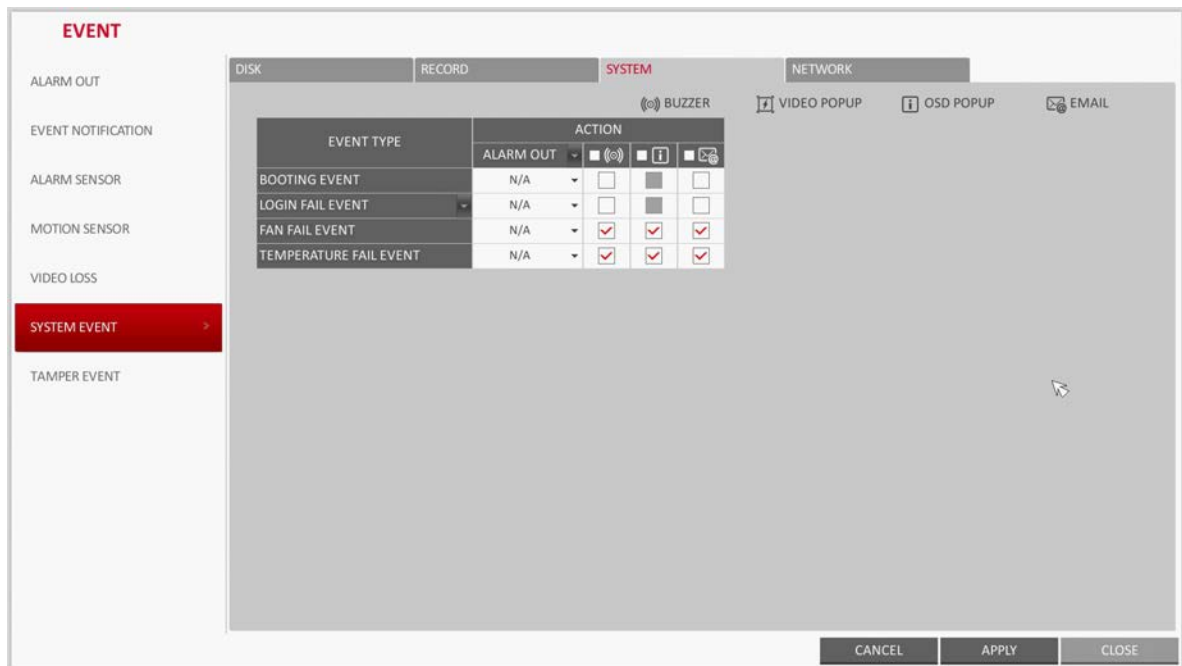 EVENT
ALARM OUT
EVENT NOTIFICATION
ALARM SENSOR
MOTION SENSOR
VIDEO LOSS
SYSTEM EVENT >
TAMPER EVENT
DISK RECORD SYSTEM NETWORK
BUZZER VIDEO POPUP OSD POPUP EMAIL
EVENT TYPE ACTION
ALARM OUT
BOOTING EVENT N/A
LOGIN FAIL EVENT N/A
FAN FAIL EVENT N/A
TEMPERATURE FAIL EVENT N/A
CANCEL APPLY CLOSE